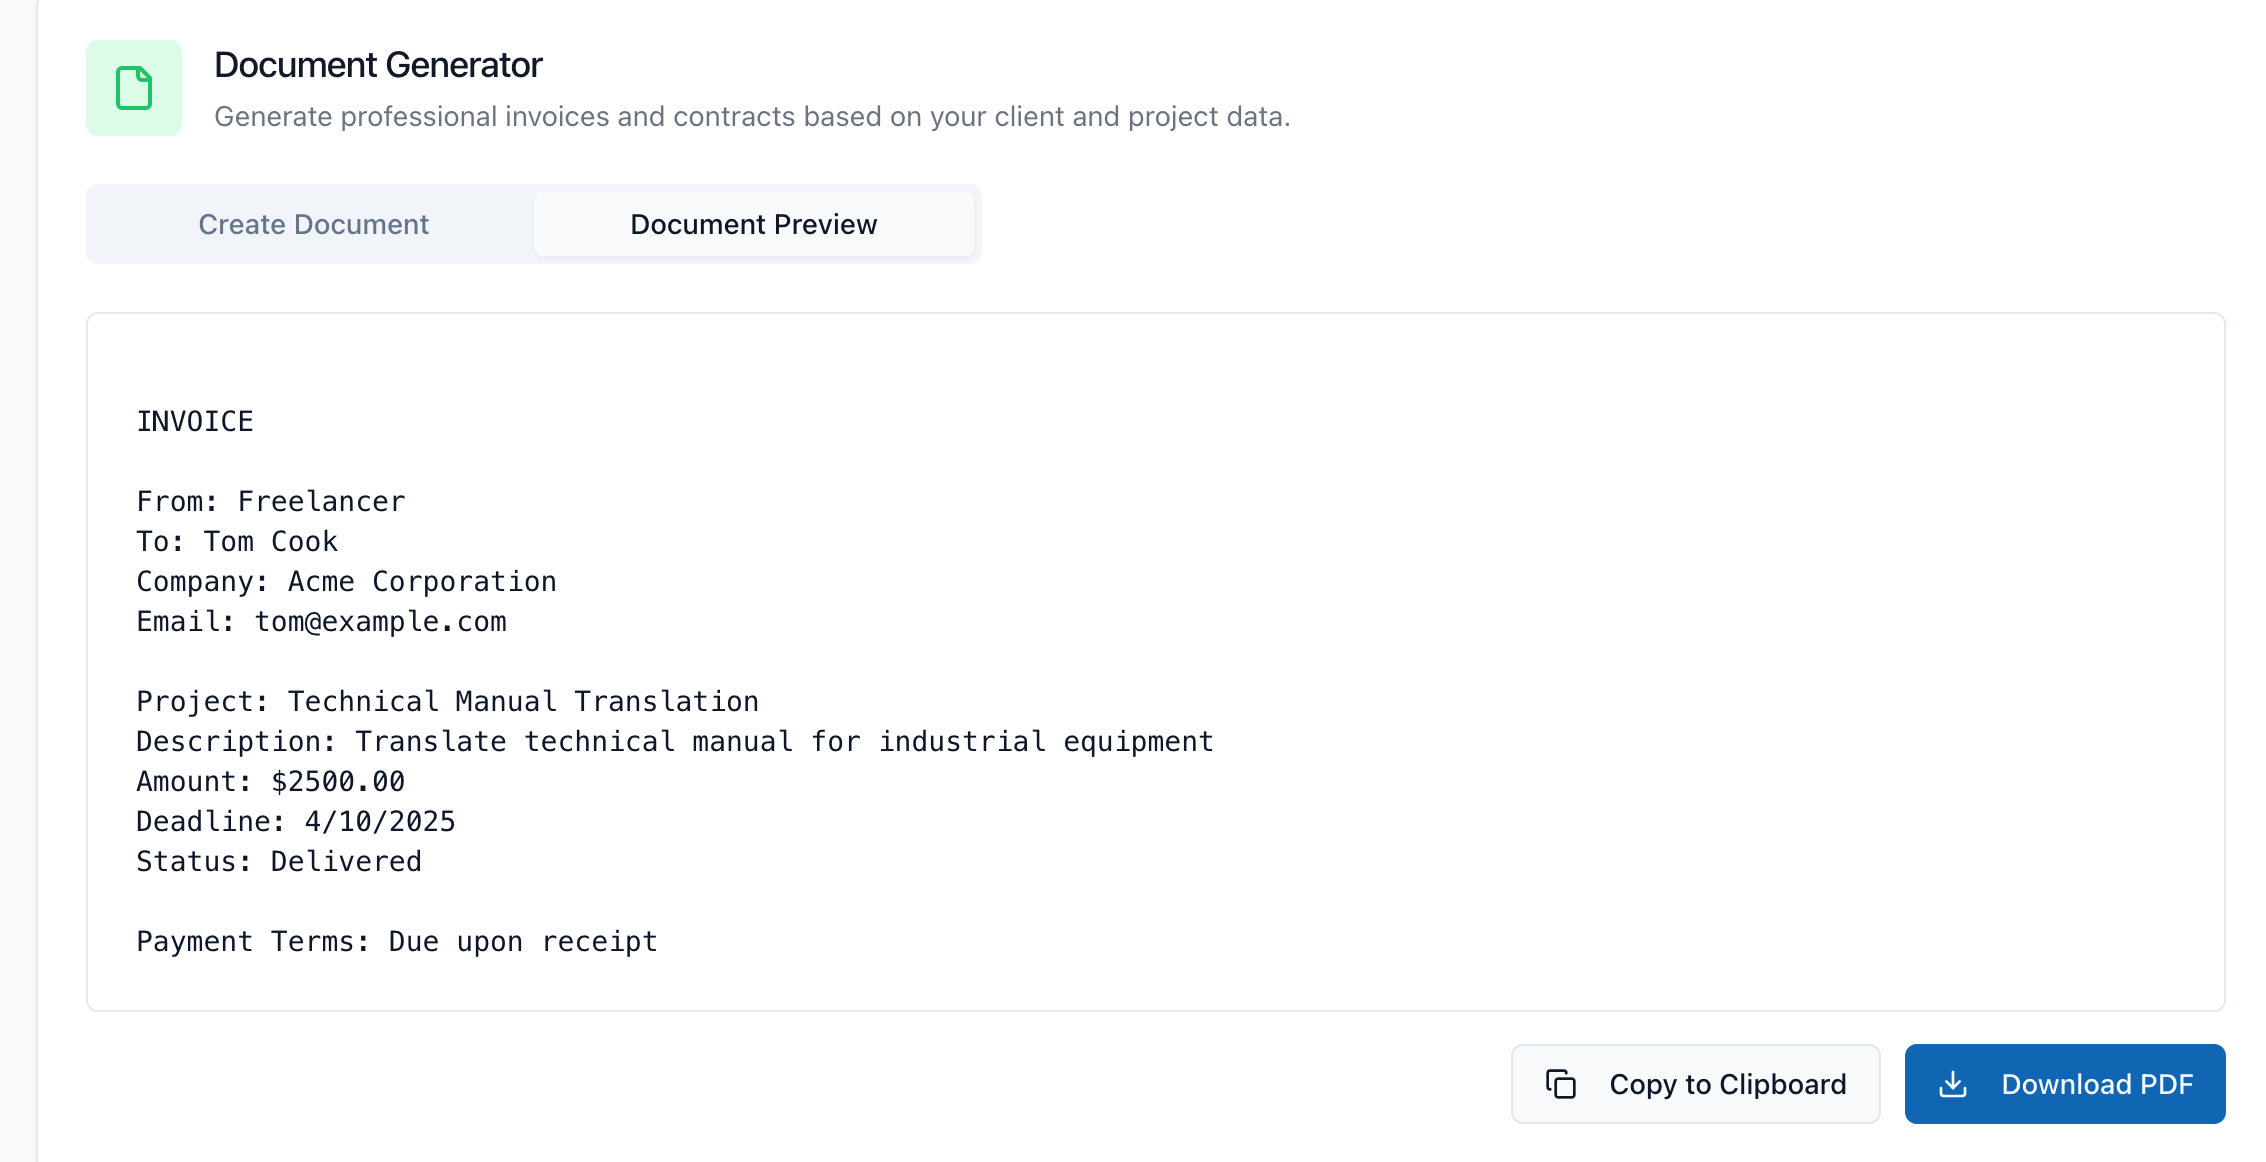 Document Generator
Generate professional invoices and contracts based on your client and project data.
Create Document
Document Preview
INVOICE
From: Freelancer
To: Tom Cook
Company: Acme Corporation
Email: tom@example.com
Project: Technical Manual Translation
Description: Translate technical manual for industrial equipment
Amount: $2500.00
Deadline: 4/10/2025
Status: Delivered
Payment Terms: Due upon receipt
Copy to Clipboard
Download PDF